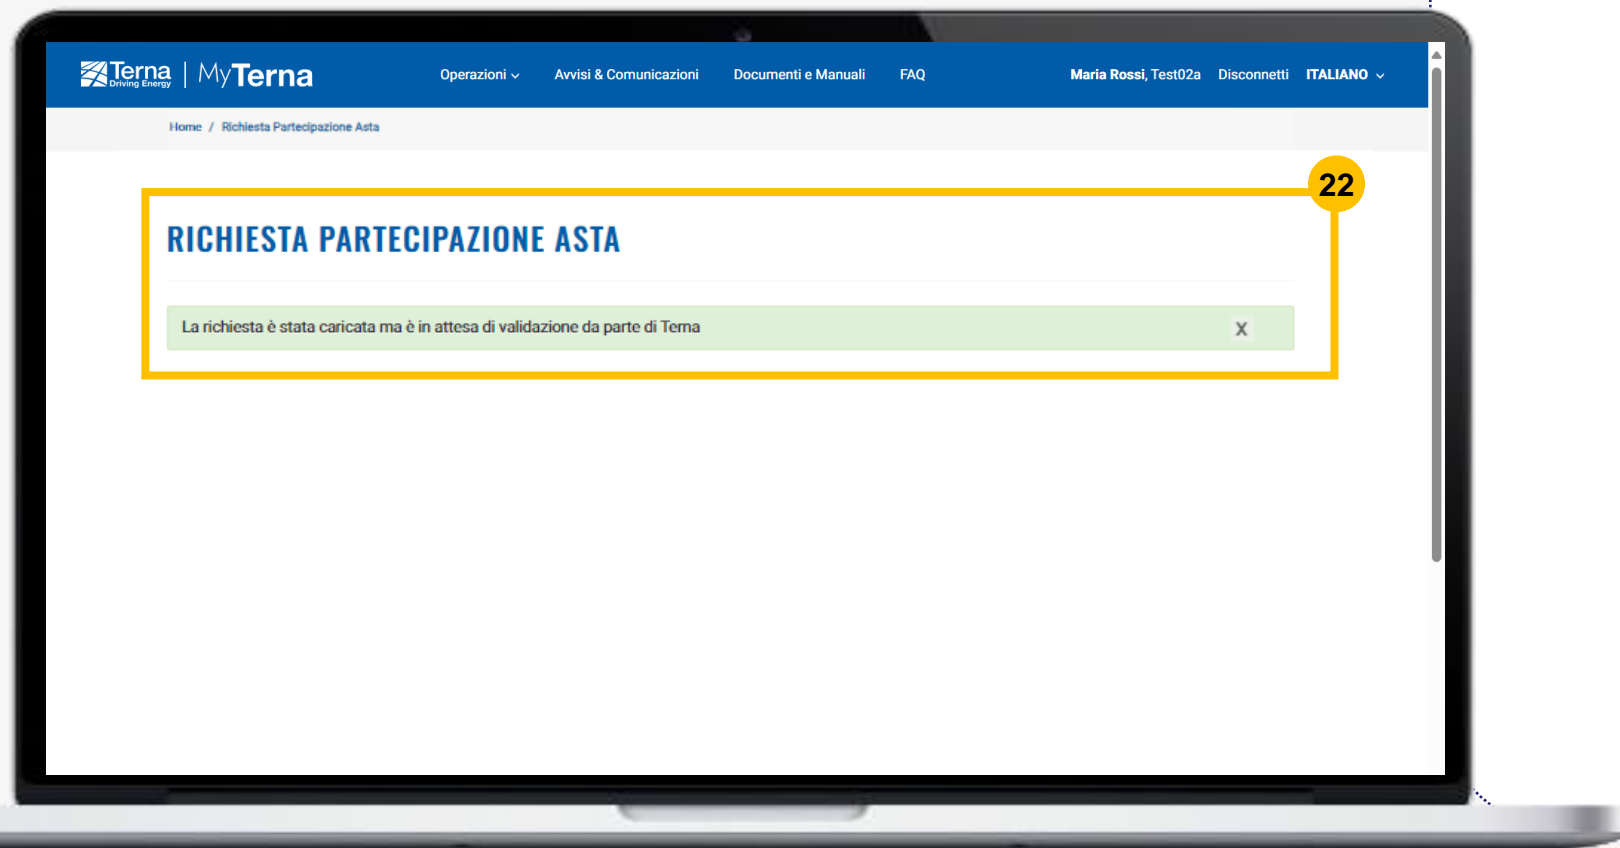 Terna
Driving Energy
MyTerna
Operazioni
Avvisi & Comunicazioni
Documenti e Manuali
FAQ
Maria Rossi, Test02a
Disconnetti
ITALIANO
Home / Richiesta Partecipazione Asta
22
RICHIESTA PARTECIPAZIONE ASTA
La richiesta è stata caricata ma è in attesa di validazione da parte di Terna
X